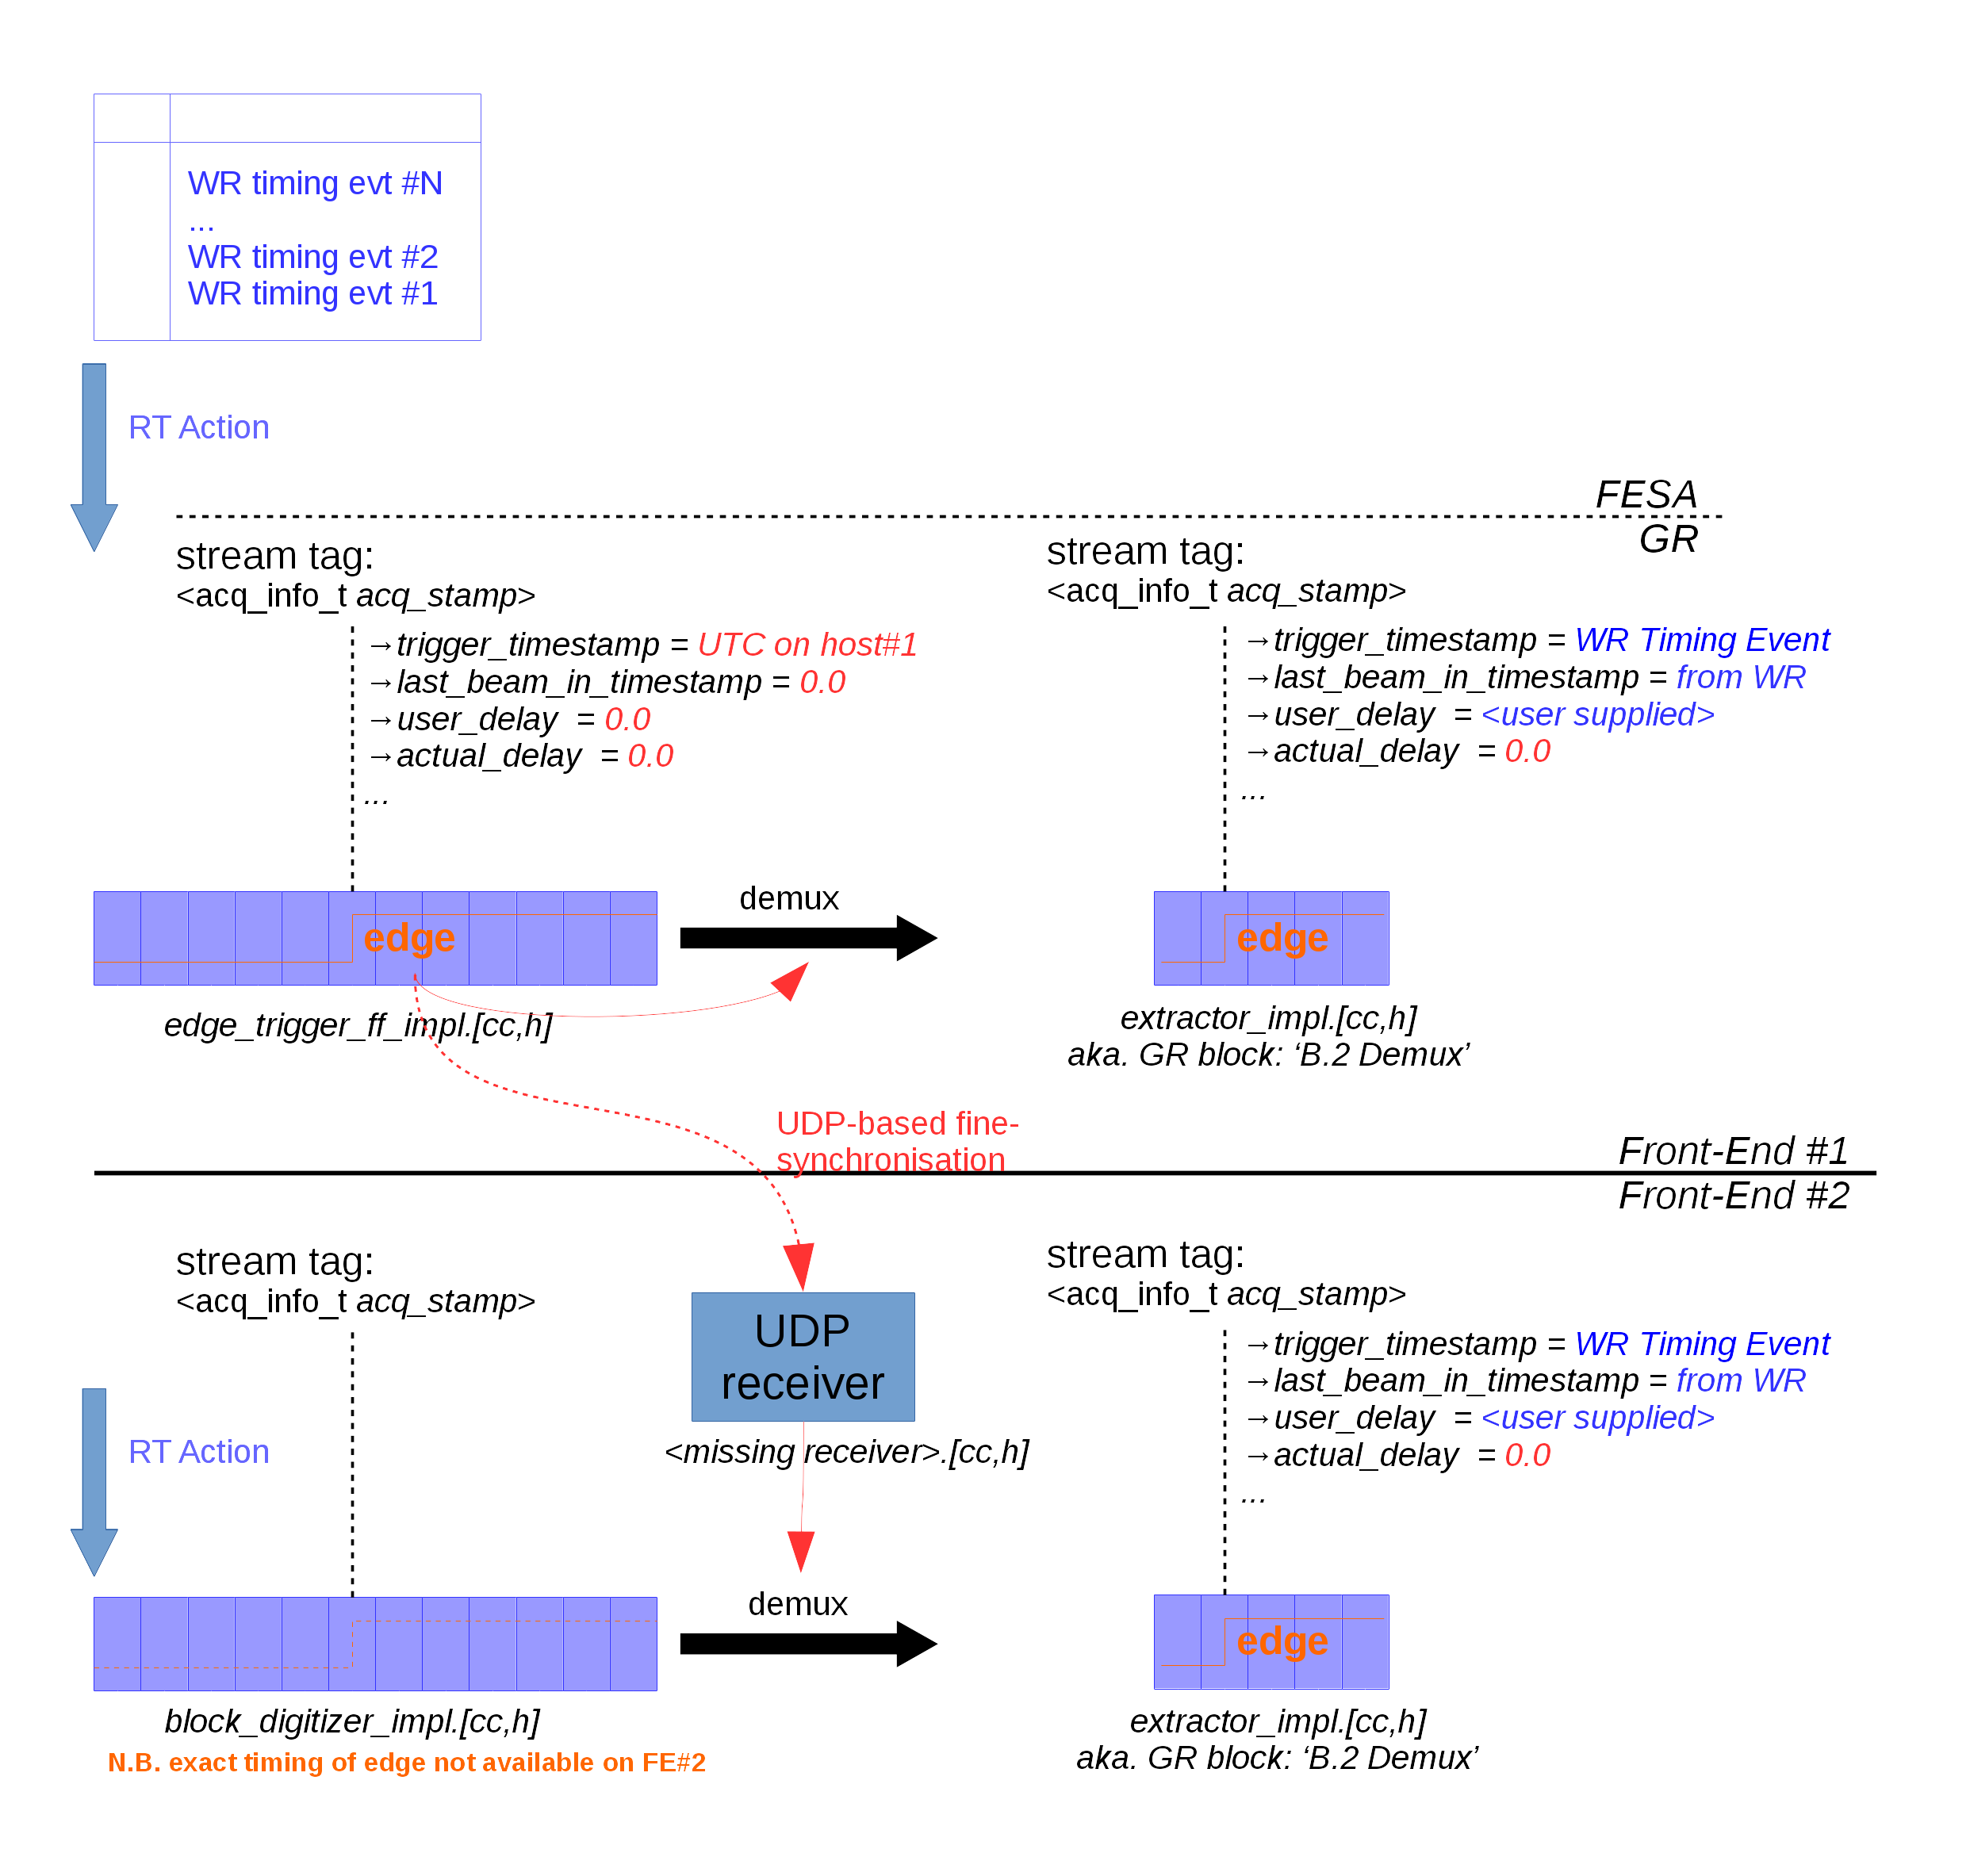 WR timing evt #N
...
WR timing evt #2
WR timing evt #1
RT Action
FESA
GR
stream tag:
<acq_info_t acq_stamp>
→trigger_timestamp = UTC on host#1
→last_beam_in_timestamp = 0.0
→user_delay  = 0.0
→actual_delay  = 0.0
...
stream tag:
<acq_info_t acq_stamp>
→trigger_timestamp = WR Timing Event
→last_beam_in_timestamp = from WR
→user_delay  = <user supplied>
→actual_delay  = 0.0
...
edge
demux
edge
edge_trigger_ff_impl.[cc,h]
extractor_impl.[cc,h]
aka. GR block: ‘B.2 Demux’
UDP-based fine-
synchronisation
Front-End #1
Front-End #2
stream tag:
<acq_info_t acq_stamp>
UDP
receiver
<missing receiver>.[cc,h]
stream tag:
<acq_info_t acq_stamp>
→trigger_timestamp = WR Timing Event
→last_beam_in_timestamp = from WR
→user_delay  = <user supplied>
→actual_delay  = 0.0
...
RT Action
demux
edge
block_digitizer_impl.[cc,h]
N.B. exact timing of edge not available on FE#2
extractor_impl.[cc,h]
aka. GR block: ‘B.2 Demux’